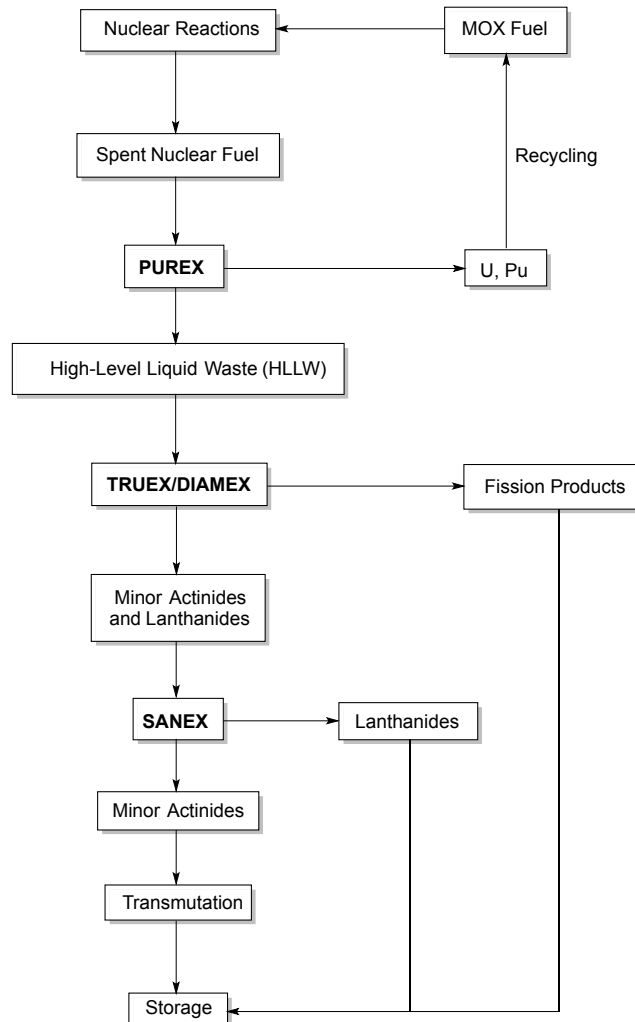 Nuclear Reactions
MOX Fuel
Spent Nuclear Fuel
Recycling
PUREX
U, Pu
High-Level Liquid Waste (HLLW)
TRUEX/DIAMEX
Fission Products
Minor Actinides
and Lanthanides
SANEX
Lanthanides
Minor Actinides
Transmutation
Storage